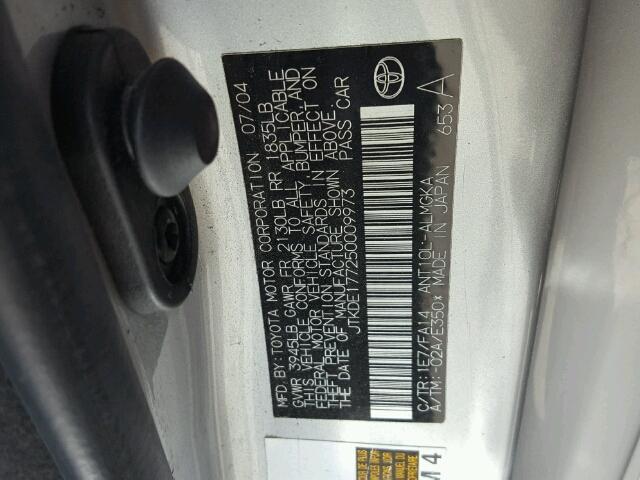 MFD.BY:TOYOTA MOTOR CORPORATION 07/04
GVWR 3945LB GAWR FR 2130LB RR 1835LB
THIS VEHICLE CONFORMS TO ALL APPLICABLE
FEDERAL MOTOR VEHICLE SAFETY, BUMPER, AND
THEFT PREVENTION STANDARDS IN EFFECT ON
THE DATE OF MANUFACTURE SHOWN ABOVE.
JTKDE177250009973 PASS CAR
C/TR:1E7/FA14 ANT10L-ALMGKA
A/TM:-02A/E350* MADE IN JAPAN 653 A
M 4